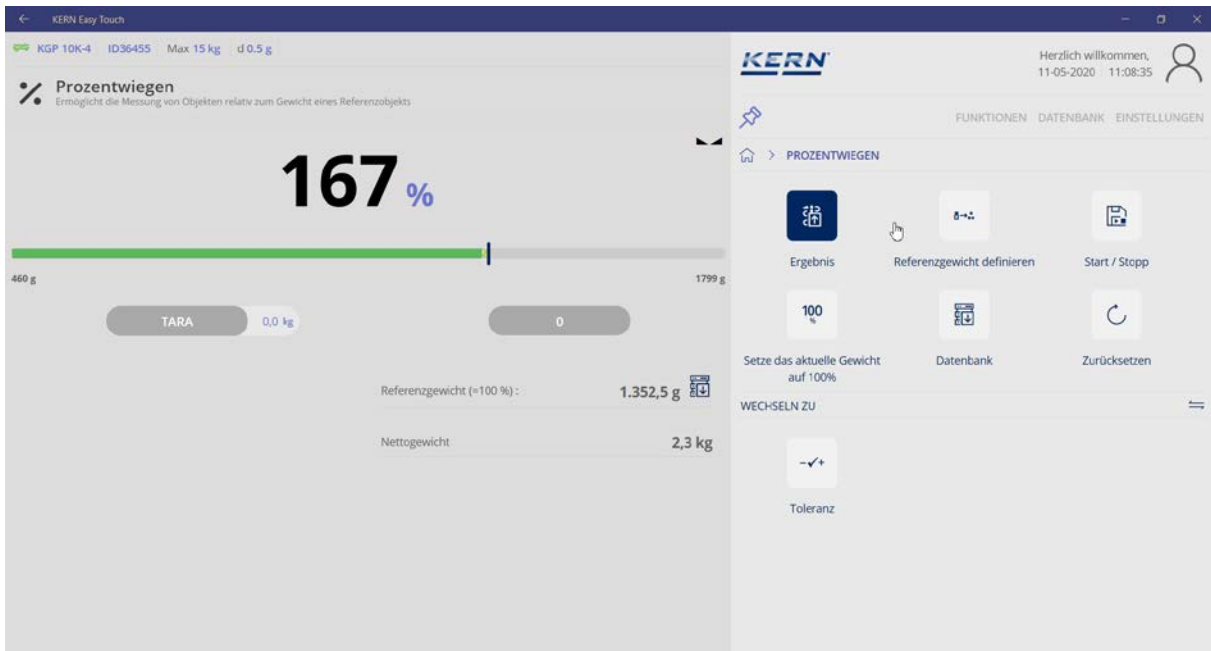 KERN Easy Touch
KGP 10K-4 ID36455 Max 15 kg d 0.5 g
Prozentwiegen
Ermöglicht die Messung von Objekten relativ zum Gewicht eines Referenzobjekts
167 %
460 g 1799 g
TARA 0,0 kg 0
Referenzgewicht (=100 %) : 1.352,5 g
Nettogewicht 2,3 kg
KERN
Herzlich willkommen,
11-05-2020 11:08:35
FUNKTIONEN DATENBANK EINSTELLUNGEN
> PROZENTWIEGEN
Ergebnis Referenzgewicht definieren Start / Stopp
100
%
Setze das aktuelle Gewicht
auf 100%
Datenbank Zurücksetzen
WECHSELN ZU
Toleranz